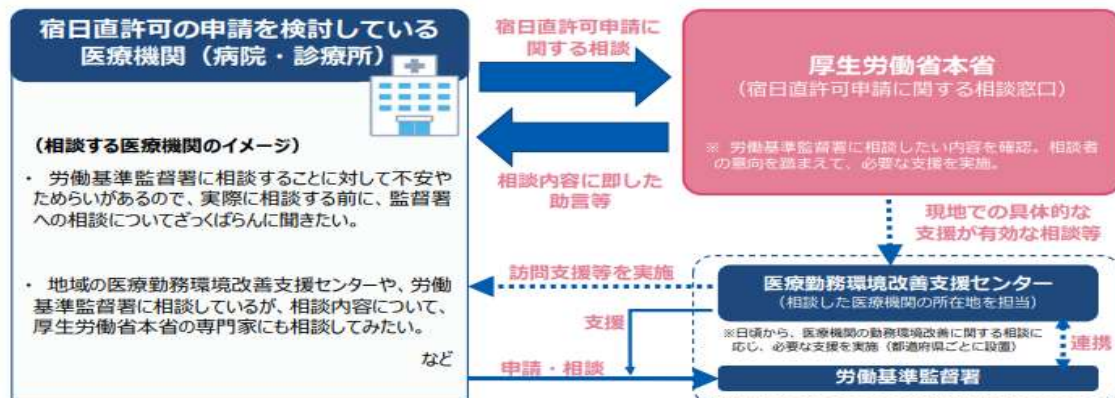 宿日直許可の申請を検討している
医療機関（病院・診療所）
（相談する医療機関のイメージ）
・ 労働基準監督署に相談することに対して不安や
ためらいがあるので、実際に相談する前に、監督署
への相談についてざっくばらんに聞きたい。
・ 地域の医療勤務環境改善支援センターや、労働
基準監督署に相談しているが、相談内容について、
厚生労働省本省の専門家にも相談してみたい。
など
宿日直許可申請に
関する相談
相談内容に即した
助言等
厚生労働省本省
（宿日直許可申請に関する相談窓口）
※ 労働基準監督署に相談したい内容を確認。相談者
の意向を踏まえて、必要な支援を実施。
現地での具体的な
支援が有効な相談等
訪問支援等を実施
医療勤務環境改善支援センター
（相談した医療機関の所在地を担当）
※日頃から、医療機関の勤務環境改善に関する相談に
応じ、必要な支援を実施（都道府県ごとに設置）
支援
連携
申請・相談
労働基準監督署